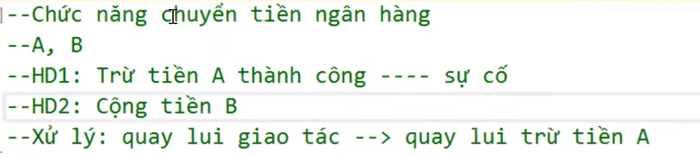 --Chức năng chuyển tiền ngân hàng
--A, B
--HD1: Trừ tiền A thành công ---- sự cố
--HD2: Cộng tiền B
--Xử lý: quay lui giao tác --> quay lui trừ tiền A